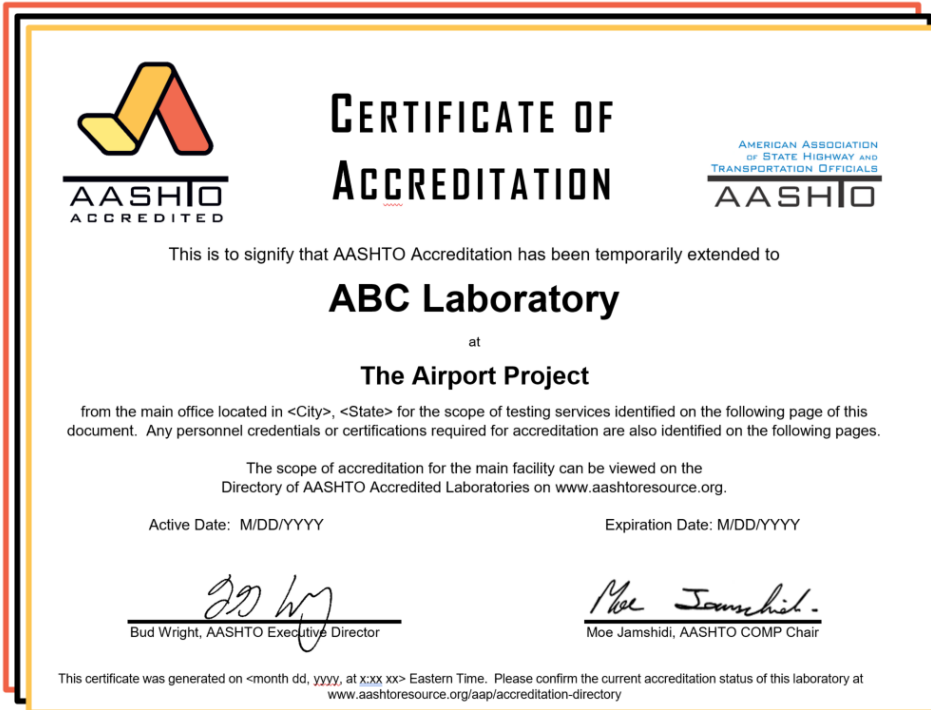 CERTIFICATE OF
ACCREDITATION
AASHTO
ACCREDITED
AMERICAN ASSOCIATION
OF STATE HIGHWAY AND
TRANSPORTATION OFFICIALS
AASHTO
This is to signify that AASHTO Accreditation has been temporarily extended to
ABC Laboratory
at
The Airport Project
from the main office located in <City>, <State> for the scope of testing services identified on the following page of this
document. Any personnel credentials or certifications required for accreditation are also identified on the following pages.
The scope of accreditation for the main facility can be viewed on the
Directory of AASHTO Accredited Laboratories on www.aashtoresource.org.
Active Date: M/DD/YYYY
Expiration Date: M/DD/YYYY
Moe Jamshidi
Bud Wright, AASHTO Executive Director
Moe Jamshidi, AASHTO COMP Chair
This certificate was generated on <month dd, yyyy, at x:xx xx> Eastern Time. Please confirm the current accreditation status of this laboratory at
www.aashtoresource.org/aap/accreditation-directory